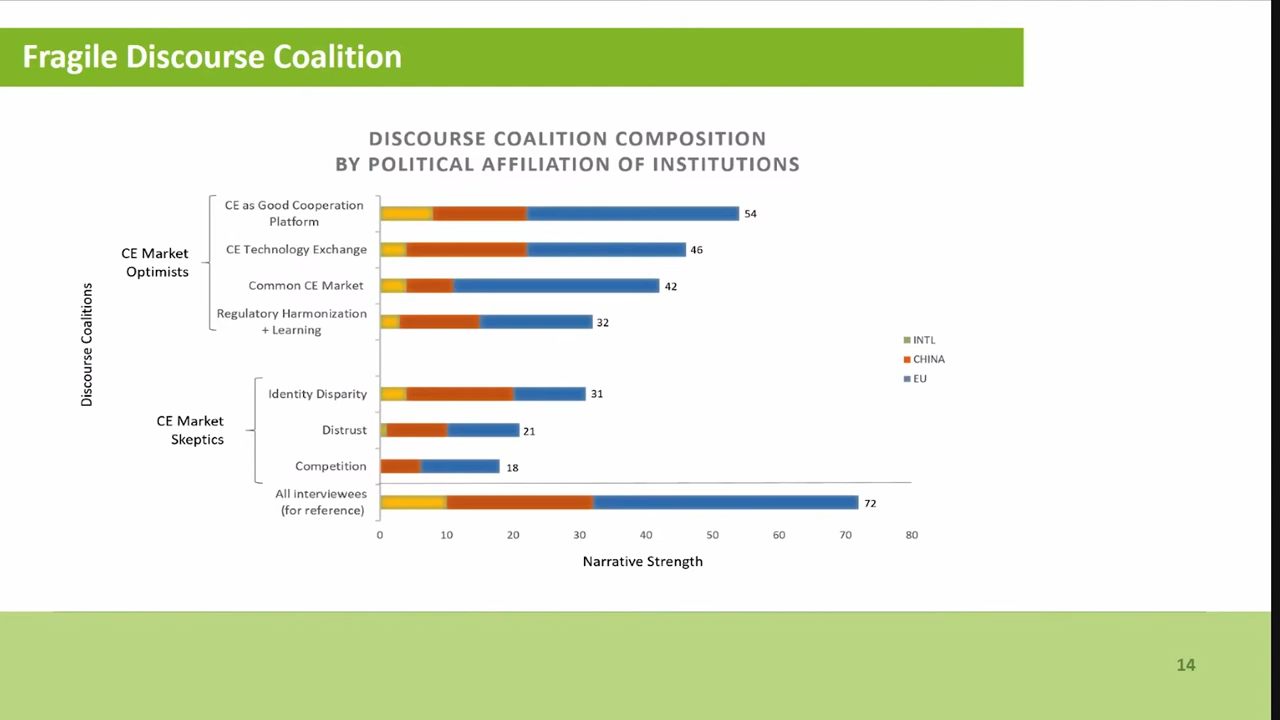 Fragile Discourse Coalition
DISCOURSE COALITION COMPOSITION
BY POLITICAL AFFILIATION OF INSTITUTIONS
Discourse Coalitions
CE Market
Optimists
CE as Good Cooperation
Platform
54
CE Technology Exchange
46
Common CE Market
42
Regulatory Harmonization
+ Learning
32
INTL
CHINA
EU
CE Market
Skeptics
Identity Disparity
31
Distrust
21
Competition
18
All interviewees
(for reference)
72
0 10 20 30 40 50 60 70 80
Narrative Strength
14